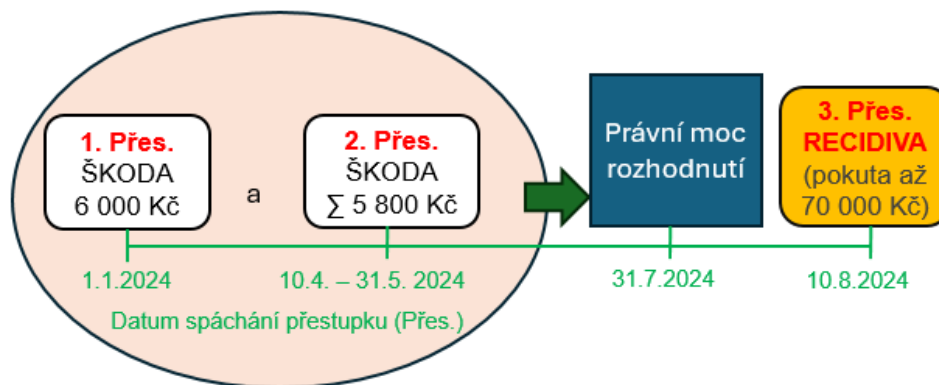 1. Přes.
ŠKODA
6 000 Kč
a
2. Přes.
ŠKODA
∑ 5 800 Kč
Právní moc
rozhodnutí
3. Přes.
RECIDIVA
(pokuta až
70 000 Kč)
1.1.2024
10.4. – 31.5. 2024
31.7.2024
10.8.2024
Datum spáchání přestupku (Přes.)